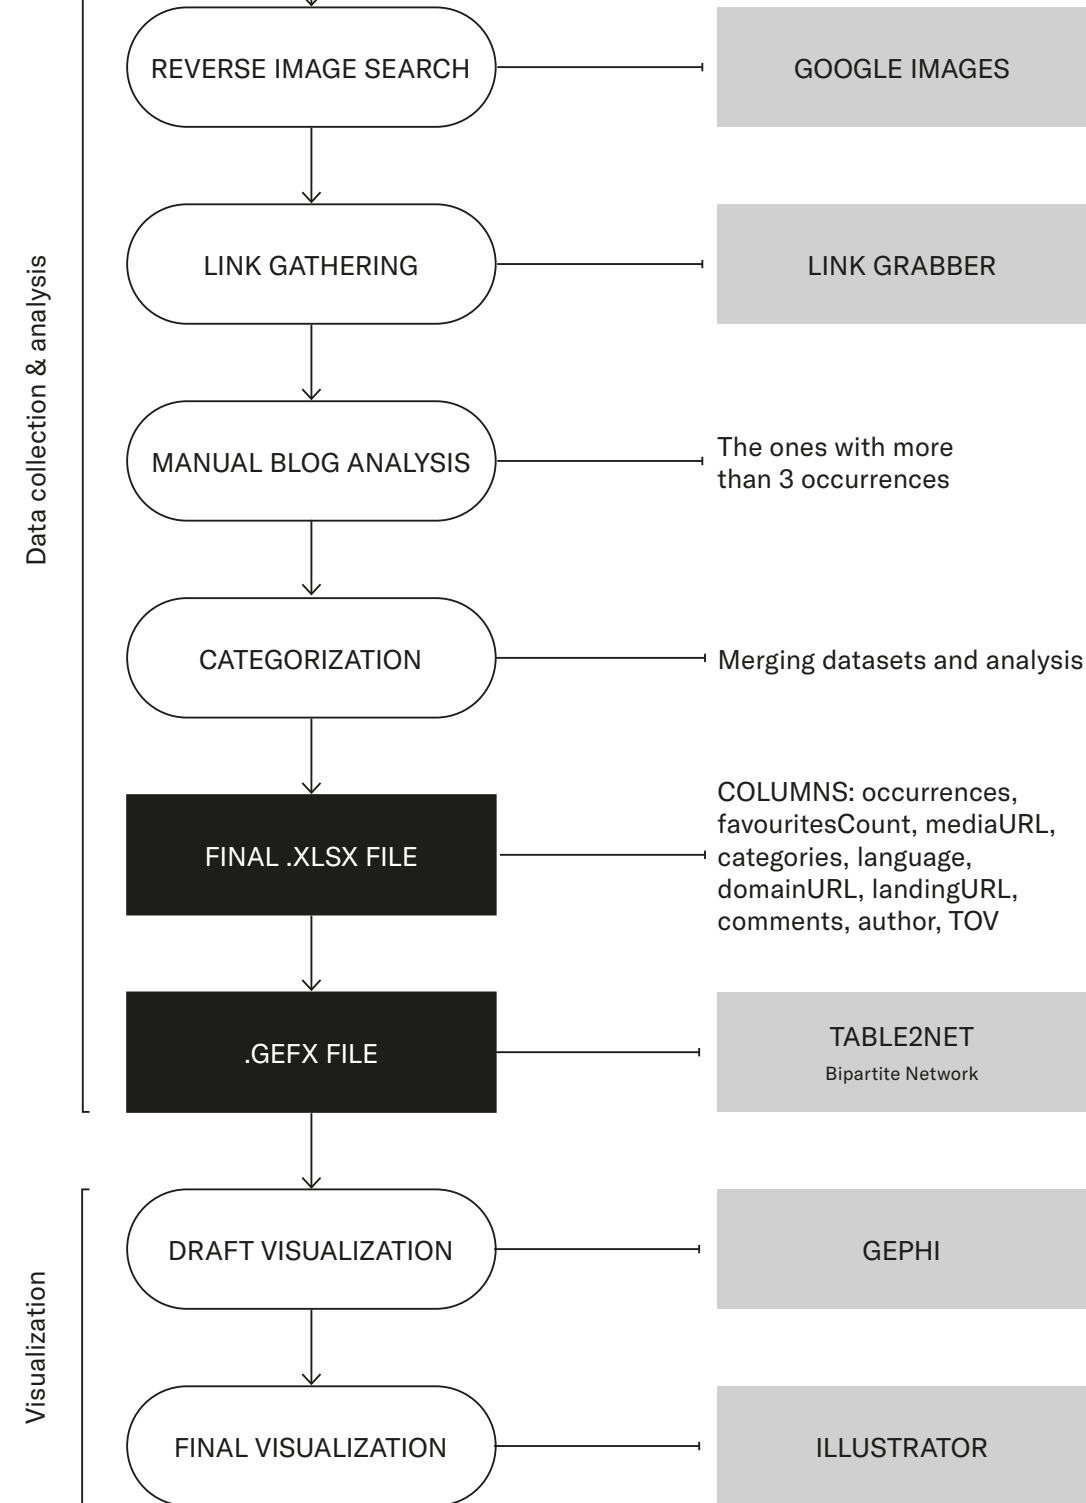 Data collection & analysis
REVERSE IMAGE SEARCH
GOOGLE IMAGES
LINK GATHERING
LINK GRABBER
MANUAL BLOG ANALYSIS
The ones with more
than 3 occurrences
CATEGORIZATION
Merging datasets and analysis
FINAL .XLSX FILE
COLUMNS: occurrences,
favouritesCount, mediaURL,
categories, language,
domainURL, landingURL,
comments, author, TOV
.GEFX FILE
TABLE2NET
Bipartite Network
Visualization
DRAFT VISUALIZATION
GEPHI
FINAL VISUALIZATION
ILLUSTRATOR